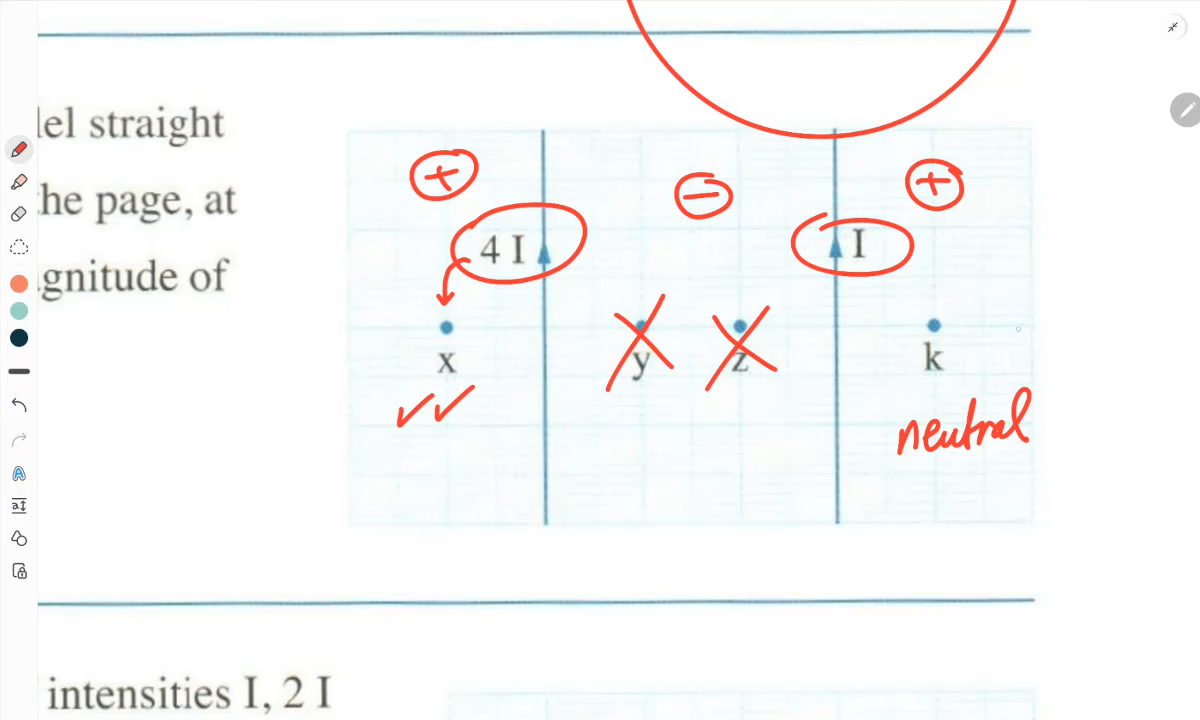 lel straight
he page, at
gnitude of
+ − +
4 I I
x y z k
neutral
intensities I, 2 I